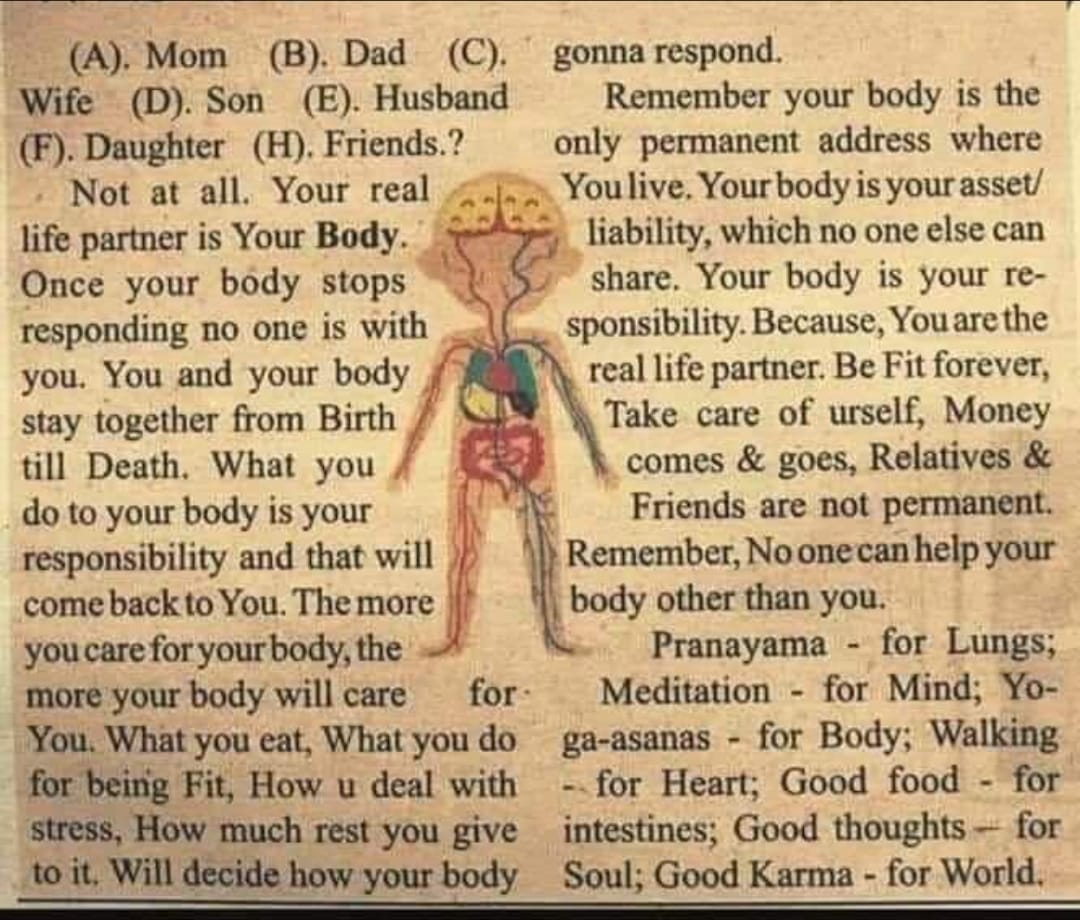 (A). Mom (B). Dad (C).
Wife (D). Son (E). Husband
(F). Daughter (H). Friends.?
Not at all. Your real
life partner is Your Body.
Once your body stops
responding no one is with
you. You and your body
stay together from Birth
till Death. What you
do to your body is your
responsibility and that will
come back to You. The more
you care for your body, the
more your body will care for
You. What you eat, What you do
for being Fit, How u deal with
stress, How much rest you give
to it. Will decide how your body
gonna respond.
Remember your body is the
only permanent address where
You live. Your body is your asset/
liability, which no one else can
share. Your body is your re-
sponsibility. Because, You are the
real life partner. Be Fit forever,
Take care of urself, Money
comes & goes, Relatives &
Friends are not permanent.
Remember, No one can help your
body other than you.
Pranayama - for Lungs;
Meditation - for Mind; Yo-
ga-asanas - for Body; Walking
- for Heart; Good food - for
intestines; Good thoughts – for
Soul; Good Karma - for World.